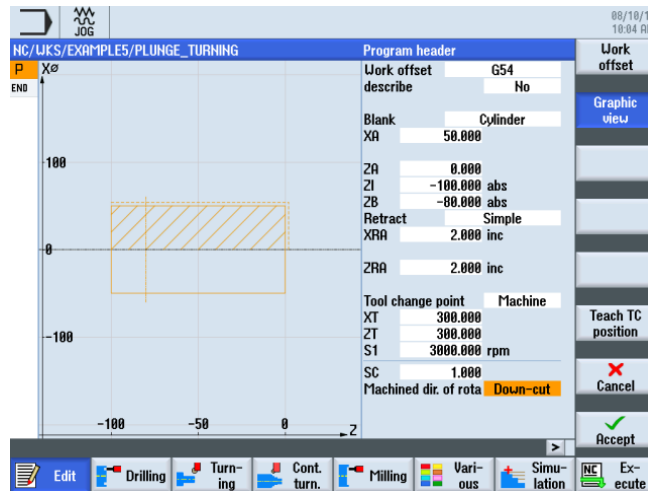 JOG
08/10/1
10:04 A
NC/WKS/EXAMPLE5/PLUNGE_TURNING
Program header
Work
offset
P
END
XØ
100
0
-100
-100
-50
0
Z
Work offset G54
describe No
Blank Cylinder
XA 50.000
ZA 0.000
ZI -100.000 abs
ZB -80.000 abs
Retract Simple
XRA 2.000 inc
ZRA 2.000 inc
Tool change point Machine
XT 300.000
ZT 300.000
S1 3000.000 rpm
SC 1.000
Machined dir. of rota Down-cut
Graphic
view
Teach TC
position
Cancel
Accept
>
Edit
Drilling
Turn-
ing
Cont.
turn.
Milling
Vari-
ous
Simu-
lation
NC
Ex-
ecute